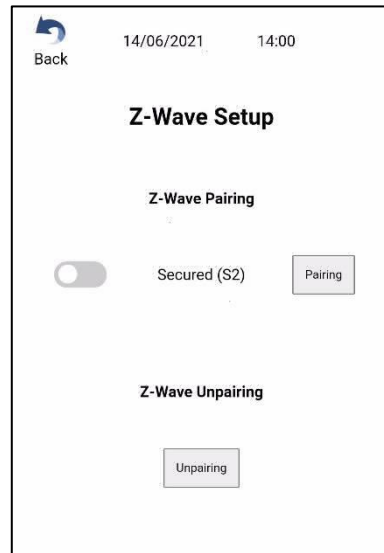 14/06/2021 14:00
Back
Z-Wave Setup
Z-Wave Pairing
Secured (S2) Pairing
Z-Wave Unpairing
Unpairing